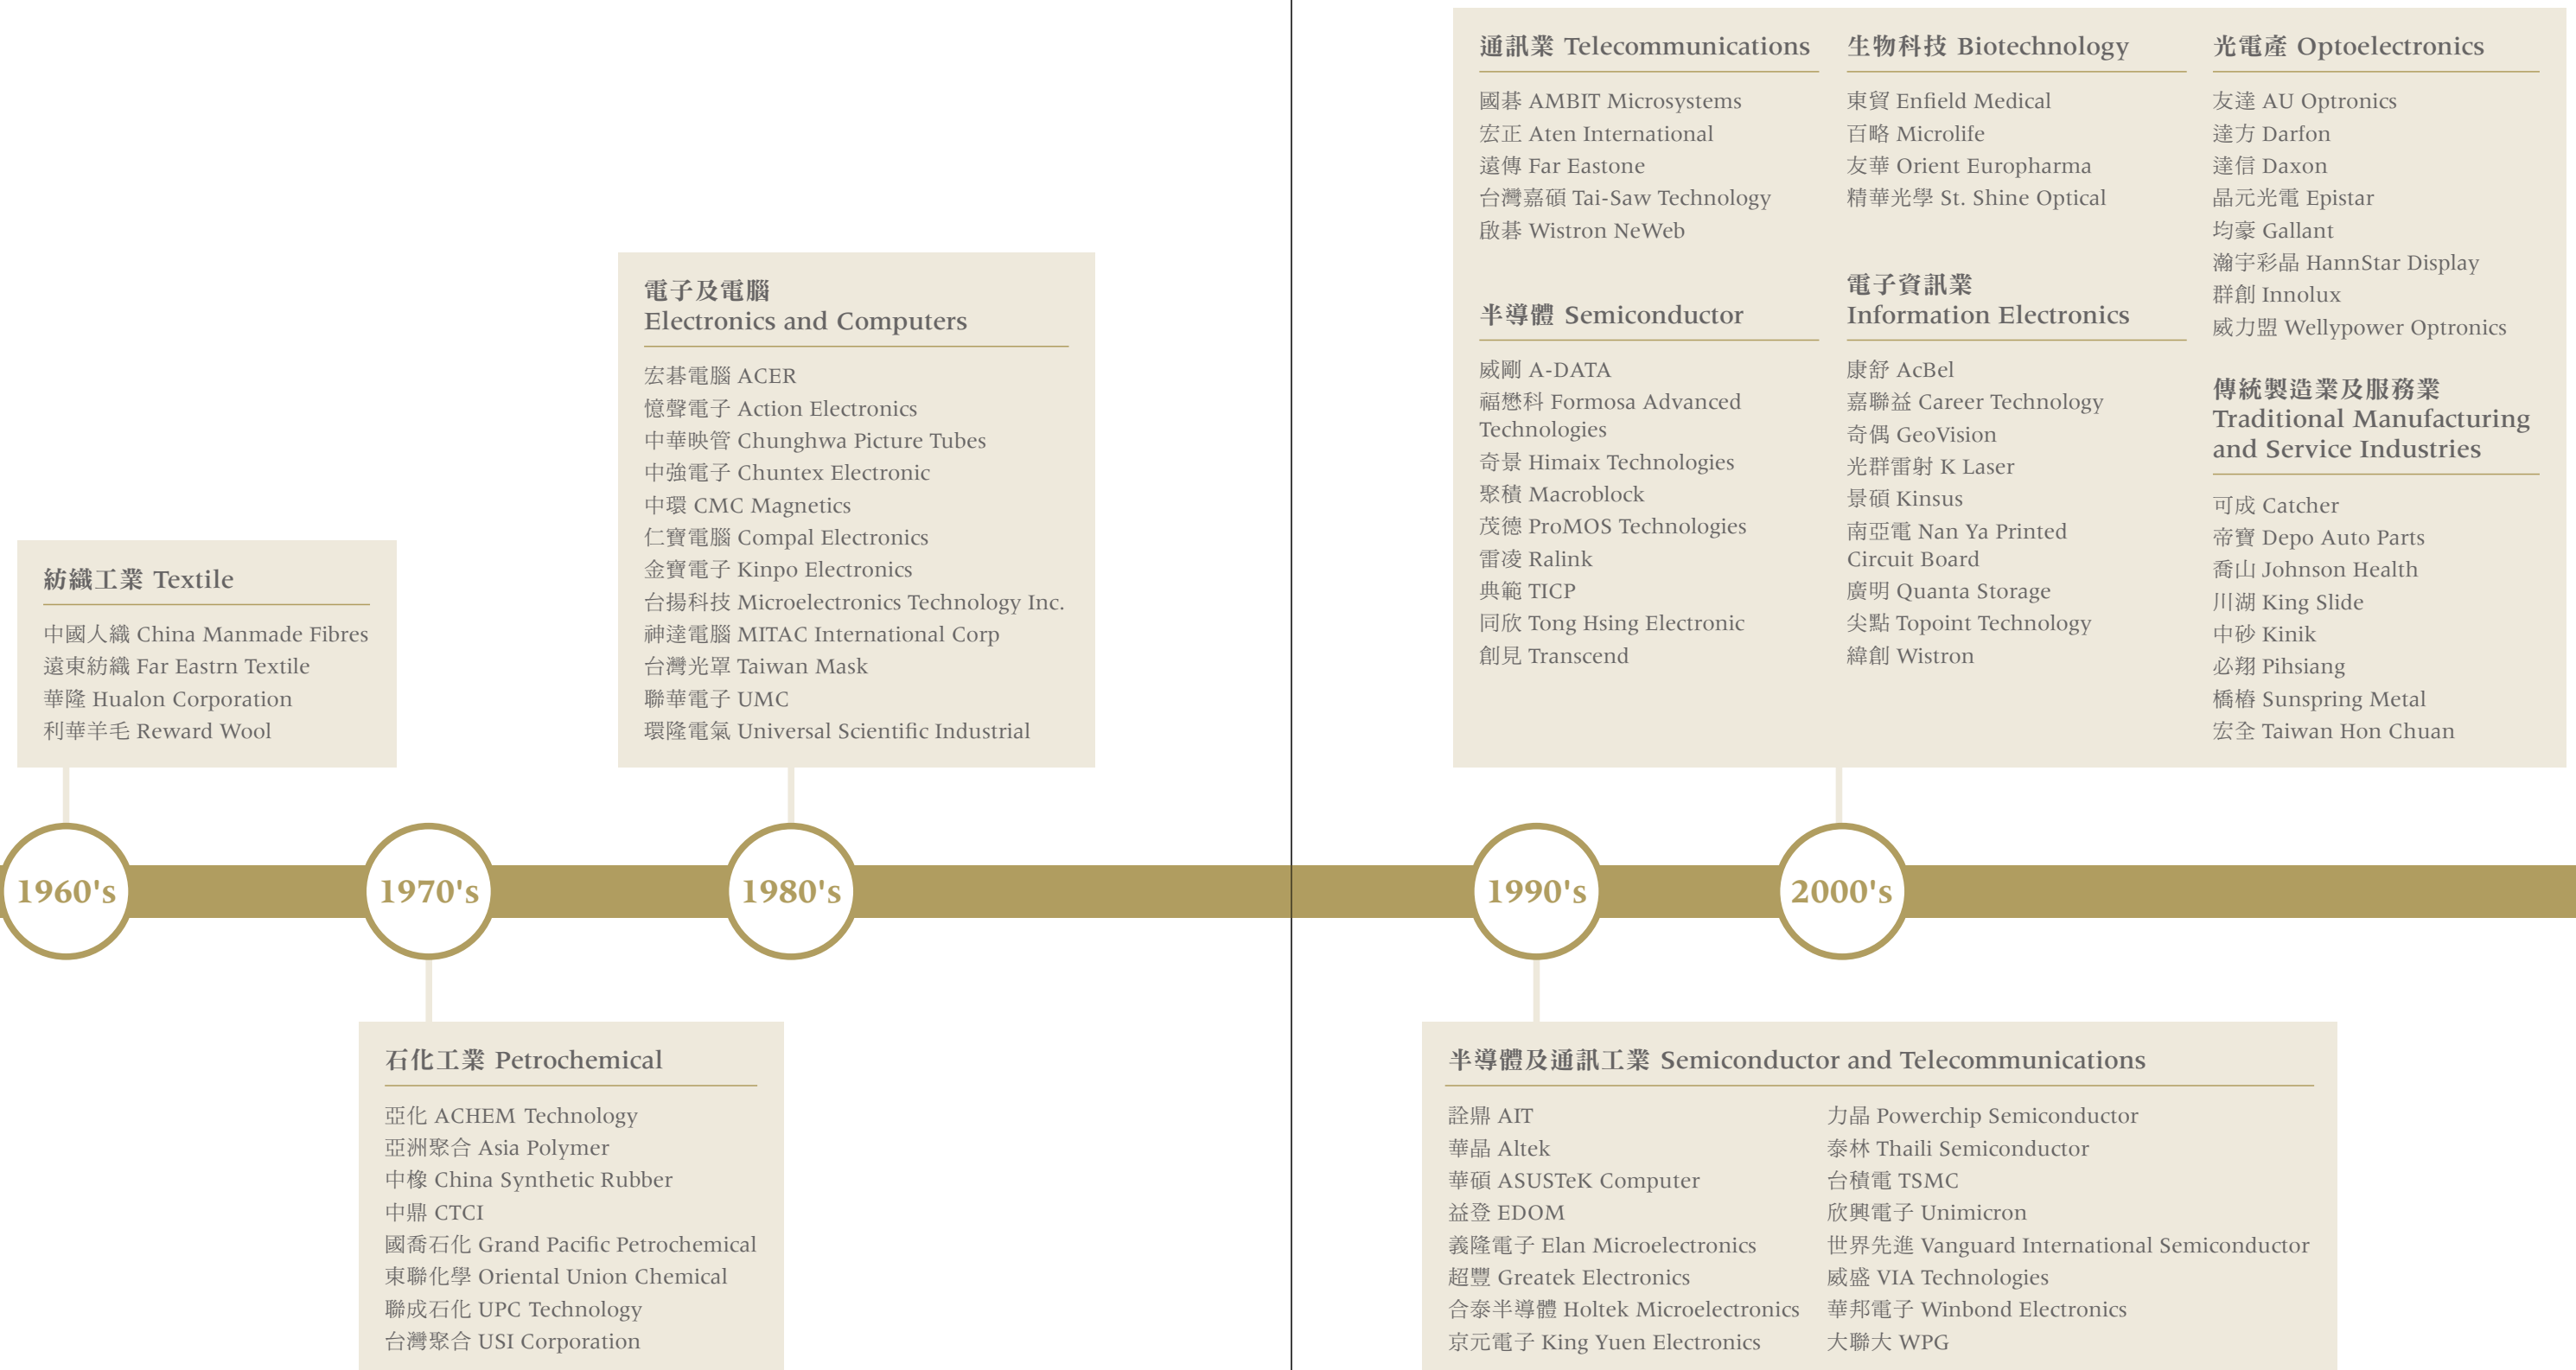 紡織工業 Textile
中國人織 China Manmade Fibres
遠東紡織 Far Eastrn Textile
華隆 Hualon Corporation
利華羊毛 Reward Wool
1960's
1970's
石化工業 Petrochemical
亞化 ACHEM Technology
亞洲聚合 Asia Polymer
中橡 China Synthetic Rubber
中鼎 CTCI
國喬石化 Grand Pacific Petrochemical
東聯化學 Oriental Union Chemical
聯成石化 UPC Technology
台灣聚合 USI Corporation
電子及電腦
Electronics and Computers
宏碁電腦 ACER
憶聲電子 Action Electronics
中華映管 Chunghwa Picture Tubes
中強電子 Chuntex Electronic
中環 CMC Magnetics
仁寶電腦 Compal Electronics
金寶電子 Kinpo Electronics
台揚科技 Microelectronics Technology Inc.
神達電腦 MITAC International Corp
台灣光罩 Taiwan Mask
聯華電子 UMC
環隆電氣 Universal Scientific Industrial
1980's
1990's
半導體及通訊工業 Semiconductor and Telecommunications
詮鼎 AIT
華晶 Altek
華碩 ASUSTeK Computer
益登 EDOM
義隆電子 Elan Microelectronics
超豐 Greatek Electronics
合泰半導體 Holtek Microelectronics
京元電子 King Yuen Electronics
力晶 Powerchip Semiconductor
泰林 Thaili Semiconductor
台積電 TSMC
欣興電子 Unimicron
世界先進 Vanguard International Semiconductor
威盛 VIA Technologies
華邦電子 Winbond Electronics
大聯大 WPG
通訊業 Telecommunications
國碁 AMBIT Microsystems
宏正 Aten International
遠傳 Far Eastone
台灣嘉碩 Tai-Saw Technology
啟碁 Wistron NeWeb
半導體 Semiconductor
威剛 A-DATA
福懋科 Formosa Advanced
Technologies
奇景 Himaix Technologies
聚積 Macroblock
茂德 ProMOS Technologies
雷凌 Ralink
典範 TICP
同欣 Tong Hsing Electronic
創見 Transcend
生物科技 Biotechnology
東貿 Enfield Medical
百略 Microlife
友華 Orient Europharma
精華光學 St. Shine Optical
電子資訊業
Information Electronics
康舒 AcBel
嘉聯益 Career Technology
奇偶 GeoVision
光群雷射 K Laser
景碩 Kinsus
南亞電 Nan Ya Printed
Circuit Board
廣明 Quanta Storage
尖點 Topoint Technology
緯創 Wistron
光電產 Optoelectronics
友達 AU Optronics
達方 Darfon
達信 Daxon
晶元光電 Epistar
均豪 Gallant
瀚宇彩晶 HannStar Display
群創 Innolux
威力盟 Wellypower Optronics
傳統製造業及服務業
Traditional Manufacturing
and Service Industries
可成 Catcher
帝寶 Depo Auto Parts
喬山 Johnson Health
川湖 King Slide
中砂 Kinik
必翔 Pihsiang
橋樁 Sunspring Metal
宏全 Taiwan Hon Chuan
2000's